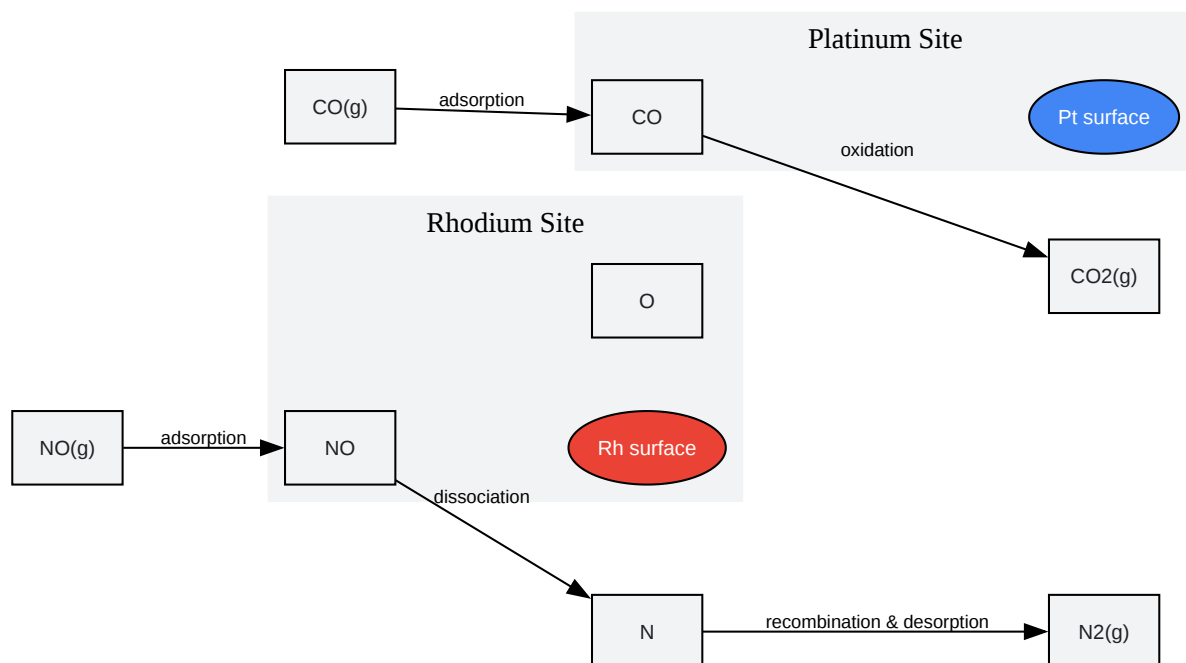 Platinum Site
CO(g)
adsorption
CO
Pt surface
oxidation
Rhodium Site
CO2(g)
O
NO(g)
adsorption
NO
Rh surface
dissociation
N
recombination & desorption
N2(g)